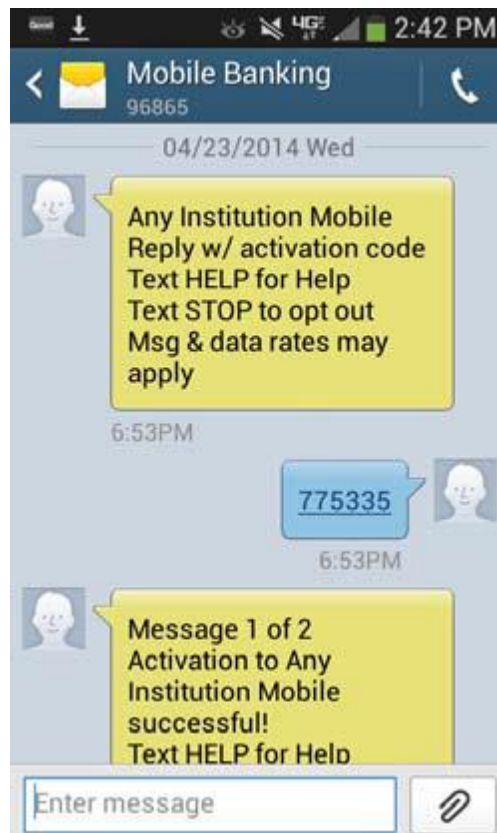 4G 2:42 PM
Mobile Banking
96865
04/23/2014 Wed
Any Institution Mobile
Reply w/ activation code
Text HELP for Help
Text STOP to opt out
Msg & data rates may
apply
6:53PM
775335
6:53PM
Message 1 of 2
Activation to Any
Institution Mobile
successful!
Text HELP for Help
Enter message